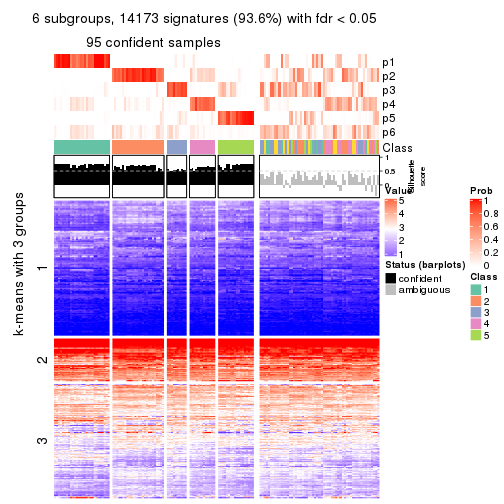 6 subgroups, 14173 signatures (93.6%) with fdr < 0.05
95 confident samples
p1
p2
p3
p4
p5
p6
Class
1
0.5
0
Silhouette
score
k-means with 3 groups
1
2
3
Value
5
4
3
2
1
Status (barplots)
confident
ambiguous
Prob
1
0.8
0.6
0.4
0.2
0
Class
1
2
3
4
5